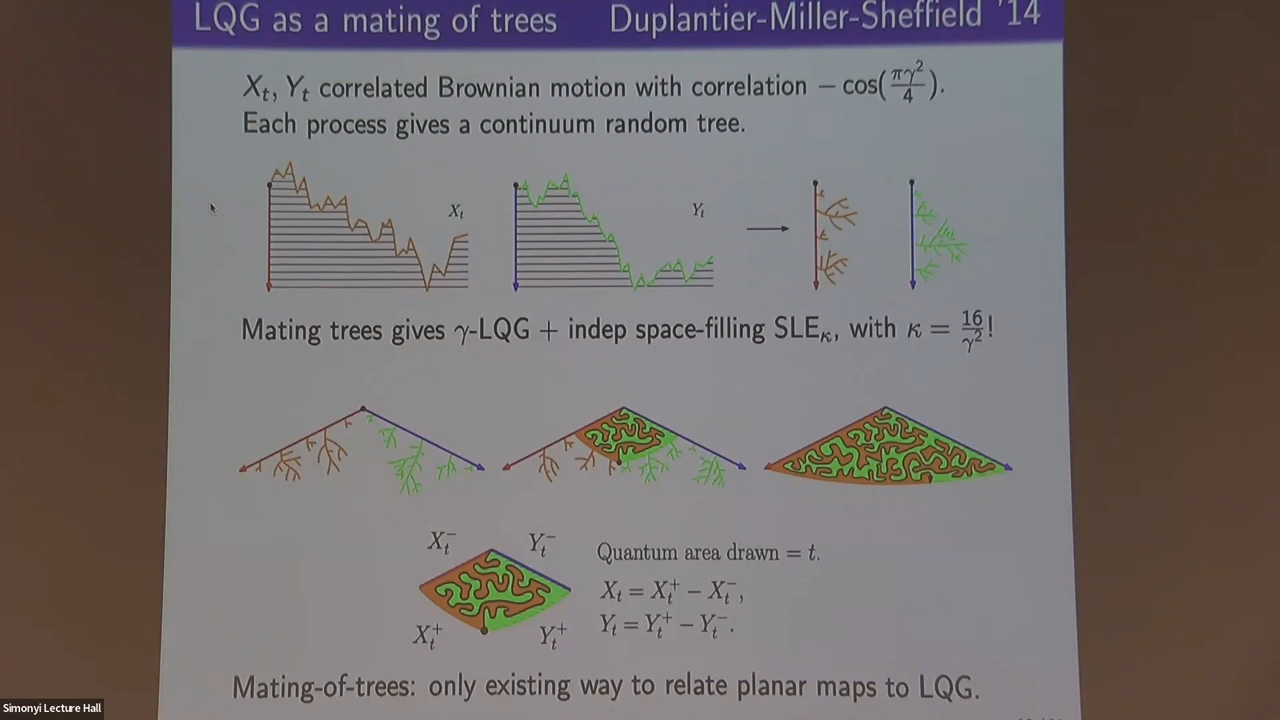 LQG as a mating of trees Duplantier-Miller-Sheffield '14
X_t, Y_t correlated Brownian motion with correlation − cos(πγ²/4).
Each process gives a continuum random tree.
X_t
Y_t
Mating trees gives γ-LQG + indep space-filling SLE_κ, with κ = 16/γ²!
X_t^- Y_t^-
Quantum area drawn = t.
X_t = X_t^+ − X_t^-,
Y_t = Y_t^+ − Y_t^-.
X_t^+ Y_t^+
Mating-of-trees: only existing way to relate planar maps to LQG.
Simonyi Lecture Hall